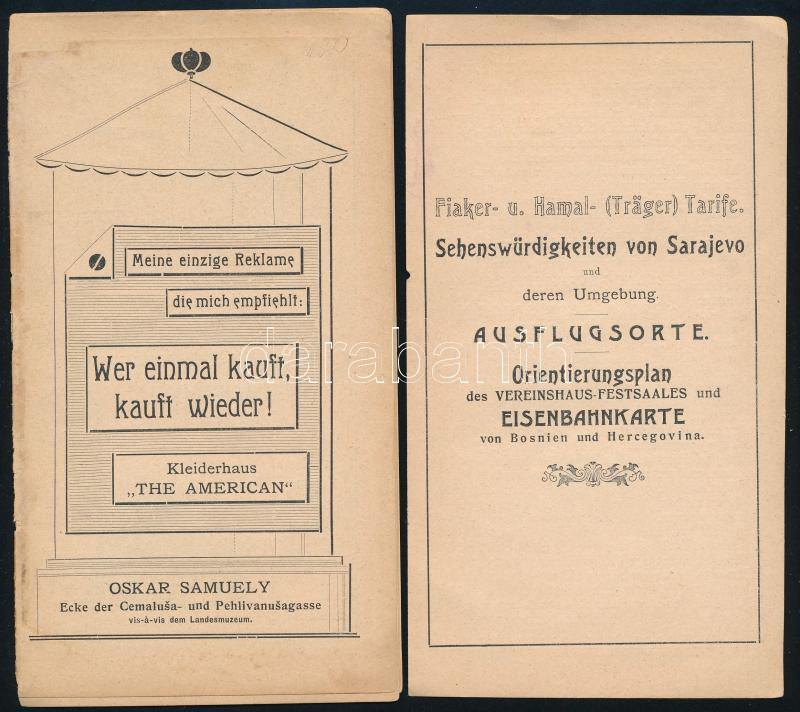 Meine einzige Reklame
die mich empfiehlt:
Wer einmal kauft,
kauft wieder!
Kleiderhaus
„THE AMERICAN“
OSKAR SAMUELY
Ecke der Cemaluša- und Pehlivanušagasse
vis-à-vis dem Landesmuzeum.
Fiaker- u. Hamal- (Träger) Tarife.
Sehenswürdigkeiten von Sarajevo
und
deren Umgebung.
AUSFLUGSORTE.
Orientierungsplan
des VEREINSHAUS-FESTSAALES und
EISENBAHNKARTE
von Bosnien und Hercegovina.
darabanth